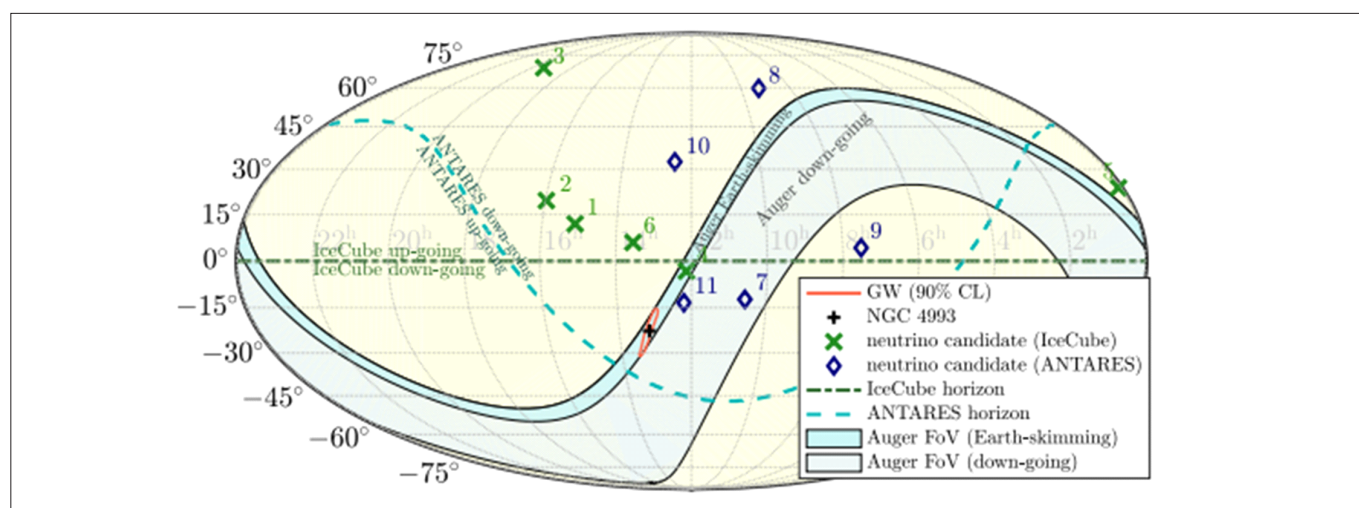 75°
3
60°
8
45°
ANTARES down-going
ANTARES up-going
Auger Earth-skimming
Auger down-going
10
30°
5
2
15°
1
6
22ʰ 20ʰ 16ʰ 10ʰ 8ʰ 6ʰ 4ʰ 2ʰ
9
0°
IceCube up-going
IceCube down-going
11
7
−15°
−30°
−45°
−60°
−75°
GW (90% CL)
NGC 4993
neutrino candidate (IceCube)
neutrino candidate (ANTARES)
IceCube horizon
ANTARES horizon
Auger FoV (Earth-skimming)
Auger FoV (down-going)